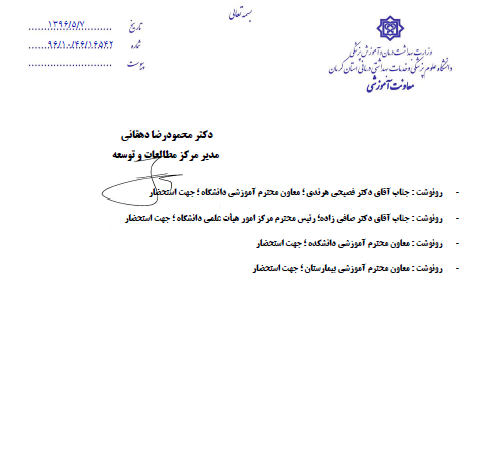 بسمه تعالی
وزارت بهداشت درمان و آموزش پزشکی
دانشگاه علوم پزشکی و خدمات بهداشتی درمانی استان کرمان
معاونت آموزشی
تاریخ ۱۳۹۶/۵/۷
شماره ۹۶/۱۰/۴۶/۱۶۵۴۲
پیوست
دکتر محمودرضا دهقانی
مدیر مرکز مطالعات و توسعه
- رونوشت : جناب آقای دکتر فصیحی هرندی ؛ معاون محترم آموزشی دانشگاه ؛ جهت استحضار
- رونوشت : جناب آقای دکتر صافی زاده؛ رئیس محترم مرکز امور هیأت علمی دانشگاه ؛ جهت استحضار
- رونوشت : معاون محترم آموزشی دانشکده ؛ جهت استحضار
- رونوشت : معاون محترم آموزشی بیمارستان ؛ جهت استحضار